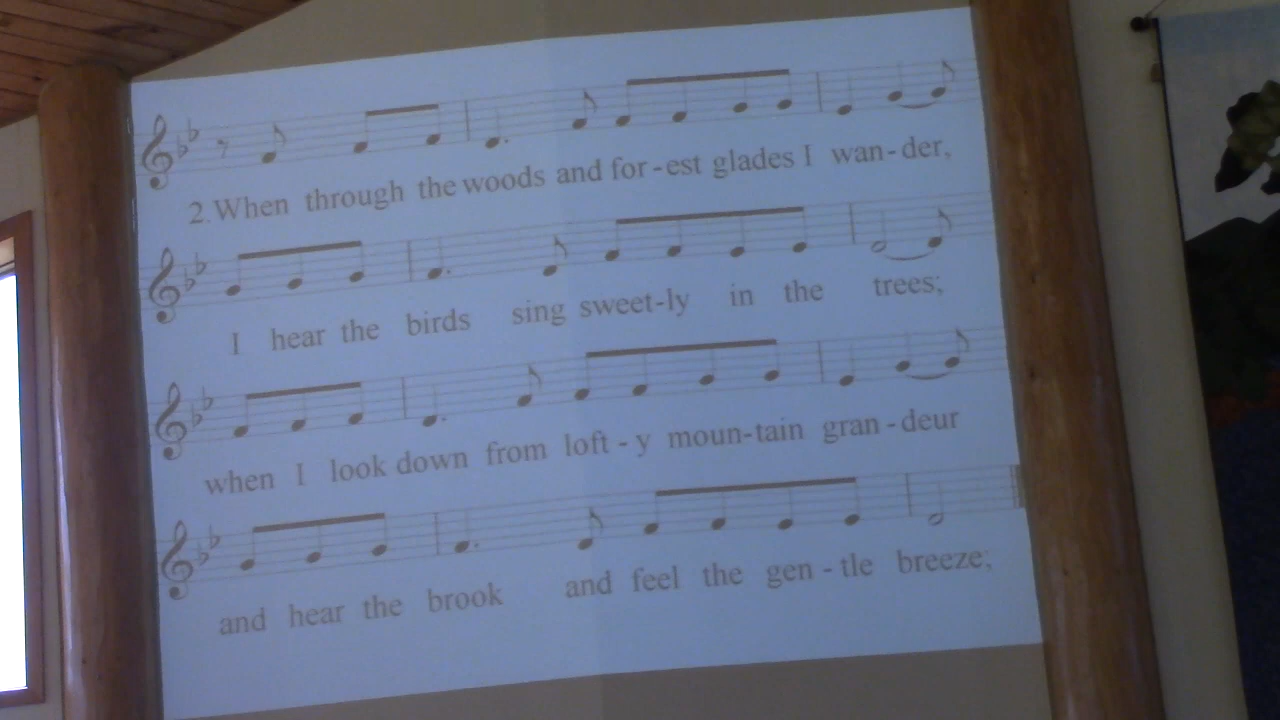 2. When through the woods and for-est glades I wan-der,
I hear the birds sing sweet-ly in the trees;
when I look down from loft-y moun-tain gran-deur
and hear the brook and feel the gen-tle breeze;